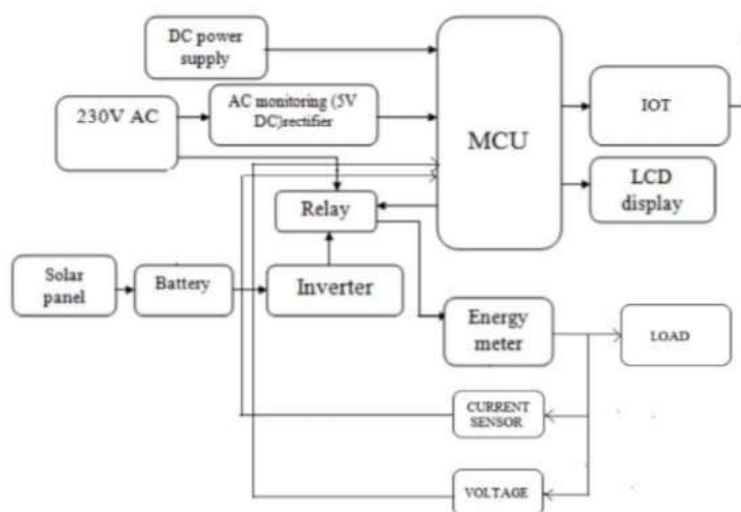 DC power
supply
230V AC
AC monitoring (5V
DC)rectifier
MCU
IOT
LCD
display
Relay
Solar
panel
Battery
Inverter
Energy
meter
LOAD
CURRENT
SENSOR
VOLTAGE